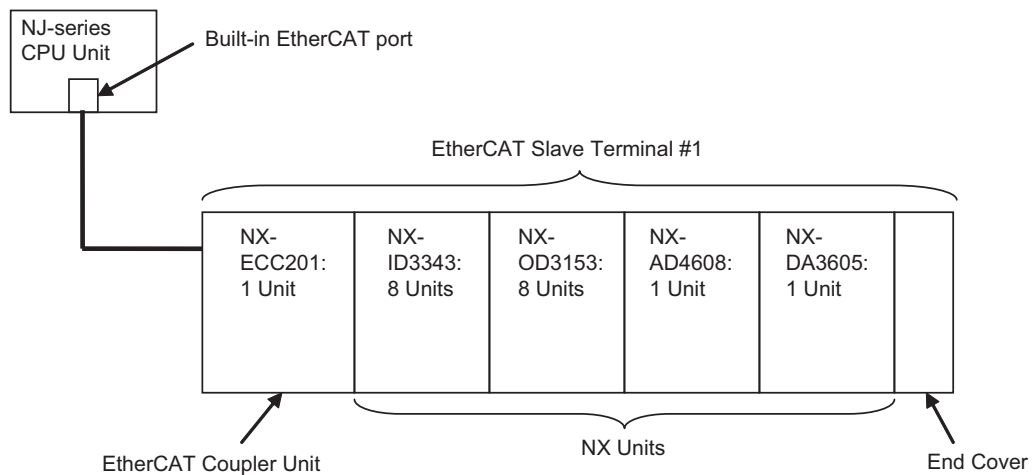 NJ-series
CPU Unit
Built-in EtherCAT port
EtherCAT Slave Terminal #1
NX-
ECC201:
1 Unit
NX-
ID3343:
8 Units
NX-
OD3153:
8 Units
NX-
AD4608:
1 Unit
NX-
DA3605:
1 Unit
NX Units
EtherCAT Coupler Unit
End Cover